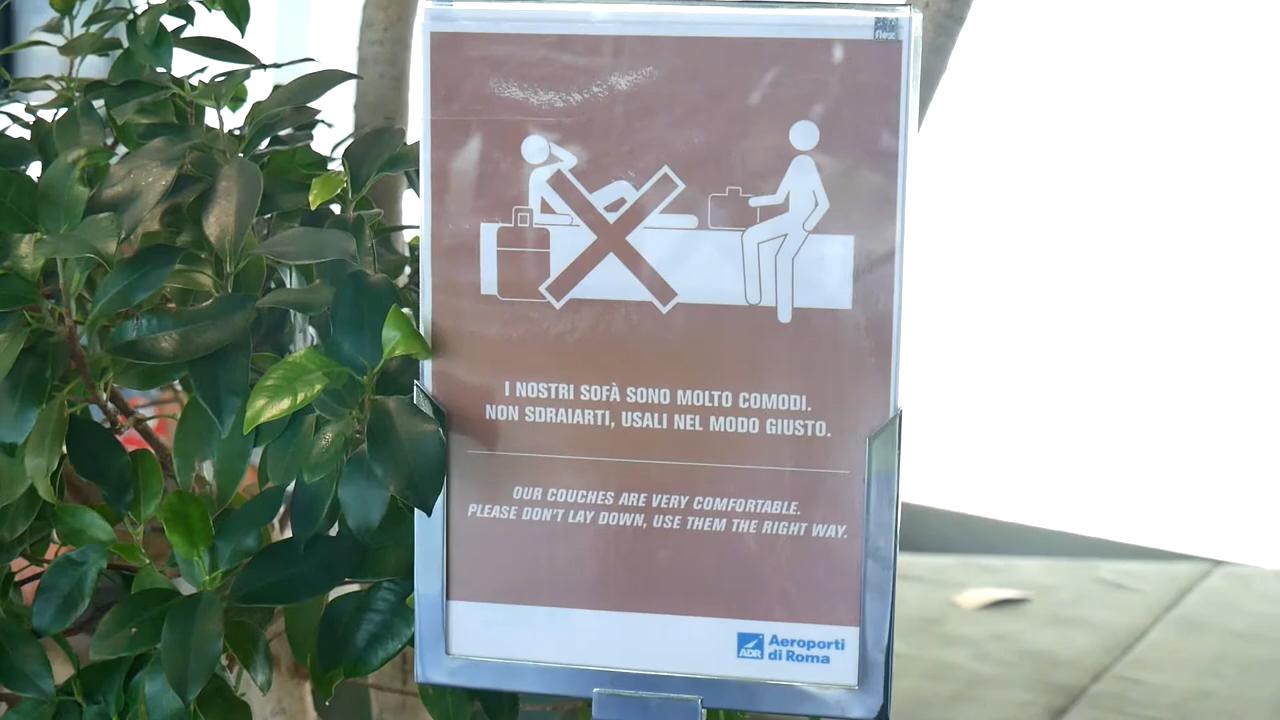 I NOSTRI SOFÀ SONO MOLTO COMODI.
NON SDRAIARTI, USALI NEL MODO GIUSTO.
OUR COUCHES ARE VERY COMFORTABLE.
PLEASE DON'T LAY DOWN, USE THEM THE RIGHT WAY.
ADR Aeroporti
di Roma